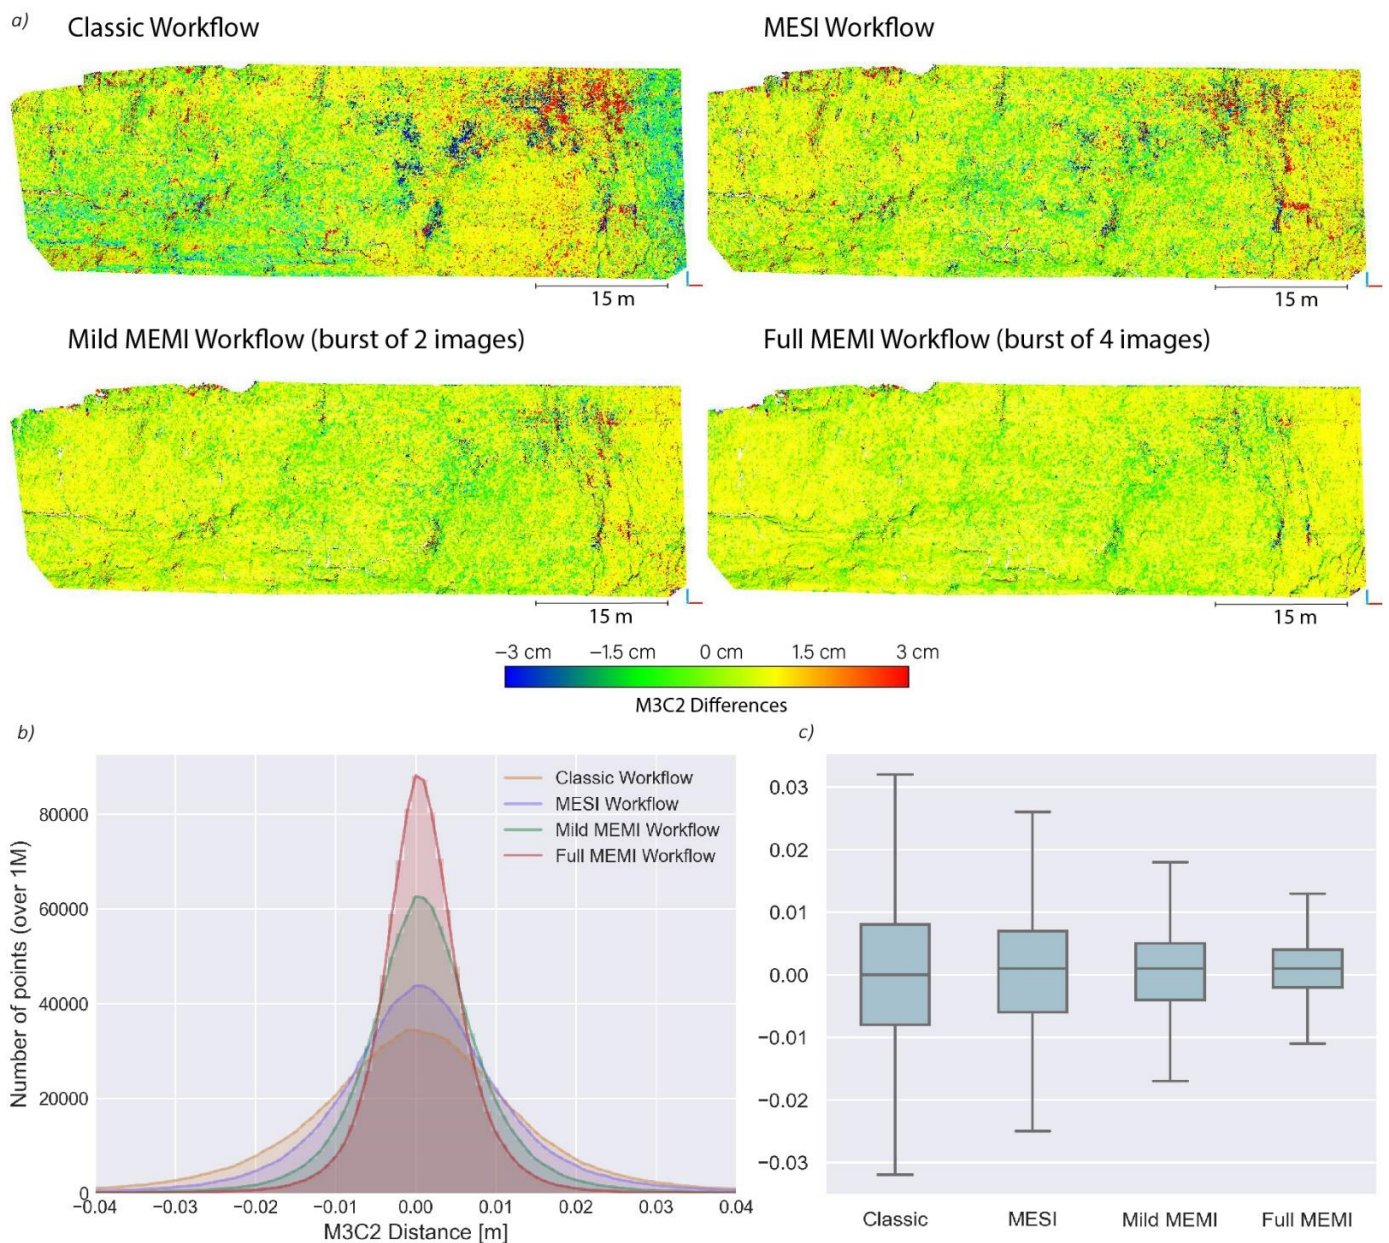 a)
Classic Workflow
MESI Workflow
15 m
15 m
Mild MEMI Workflow (burst of 2 images)
Full MEMI Workflow (burst of 4 images)
15 m
15 m
−3 cm −1.5 cm 0 cm 1.5 cm 3 cm
M3C2 Differences
b)
Number of points (over 1M)
80000
60000
40000
20000
0
Classic Workflow
MESI Workflow
Mild MEMI Workflow
Full MEMI Workflow
−0.04 −0.03 −0.02 −0.01 0.00 0.01 0.02 0.03 0.04
M3C2 Distance [m]
c)
0.03
0.02
0.01
0.00
−0.01
−0.02
−0.03
Classic MESI Mild MEMI Full MEMI